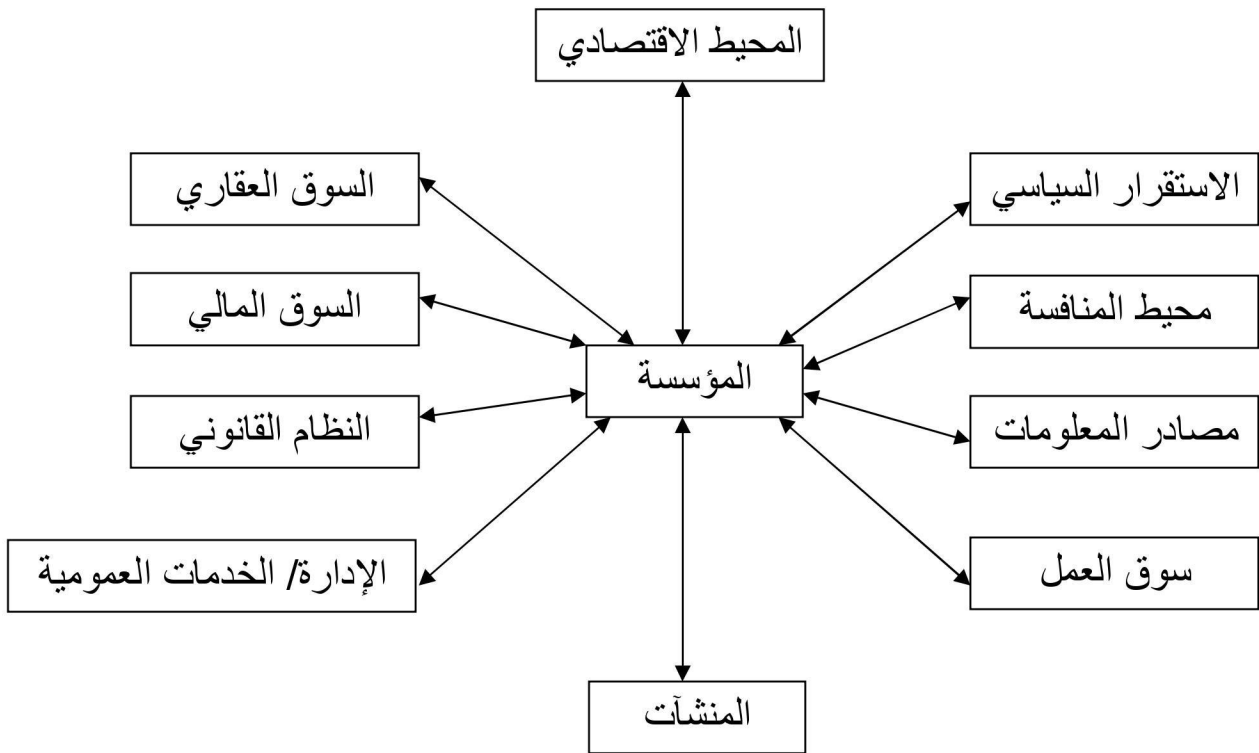 المحيط الاقتصادي
الاستقرار السياسي
السوق العقاري
محيط المنافسة
السوق المالي
المؤسسة
مصادر المعلومات
النظام القانوني
سوق العمل
الإدارة/ الخدمات العمومية
المنشآت